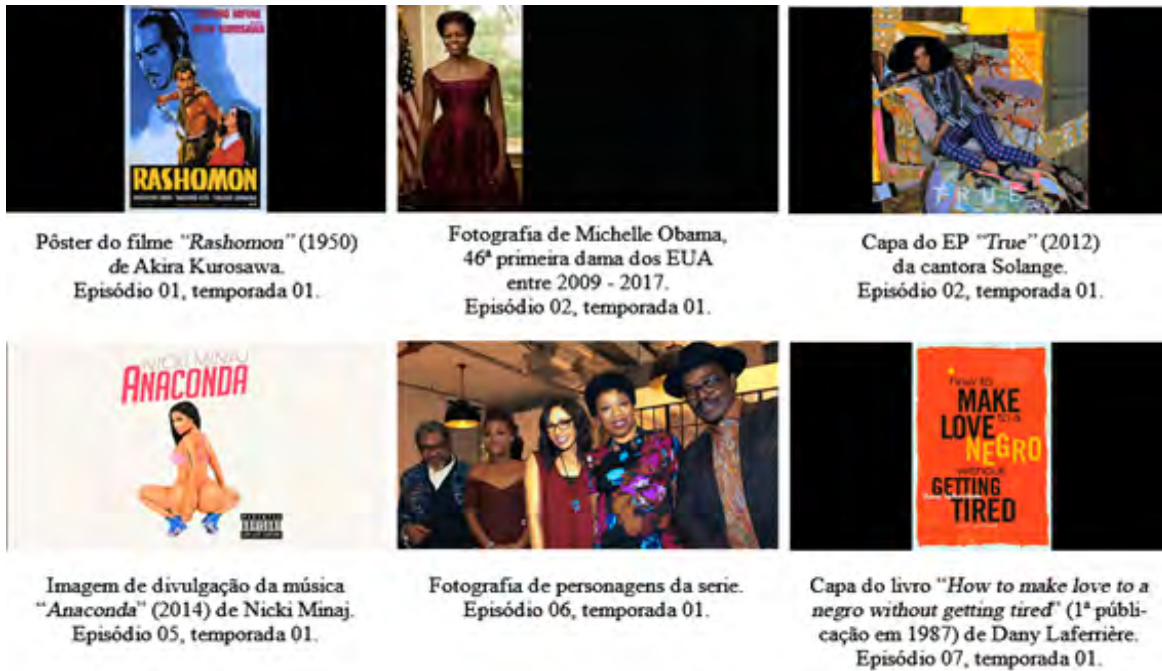 RASHOMON
TRUE
Pôster do filme “Rashomon” (1950)
de Akira Kurosawa.
Episódio 01, temporada 01.
Fotografia de Michelle Obama,
46ª primeira dama dos EUA
entre 2009 - 2017.
Episódio 02, temporada 01.
Capa do EP “True” (2012)
da cantora Solange.
Episódio 02, temporada 01.
NICKI MINAJ
ANACONDA
how to
MAKE
LOVE to a
NEGRO
without
GETTING
TIRED
Imagem de divulgação da música
“Anaconda” (2014) de Nicki Minaj.
Episódio 05, temporada 01.
Fotografia de personagens da serie.
Episódio 06, temporada 01.
Capa do livro “How to make love to a
negro without getting tired” (1ª públi-
cação em 1987) de Dany Laferrière.
Episódio 07, temporada 01.